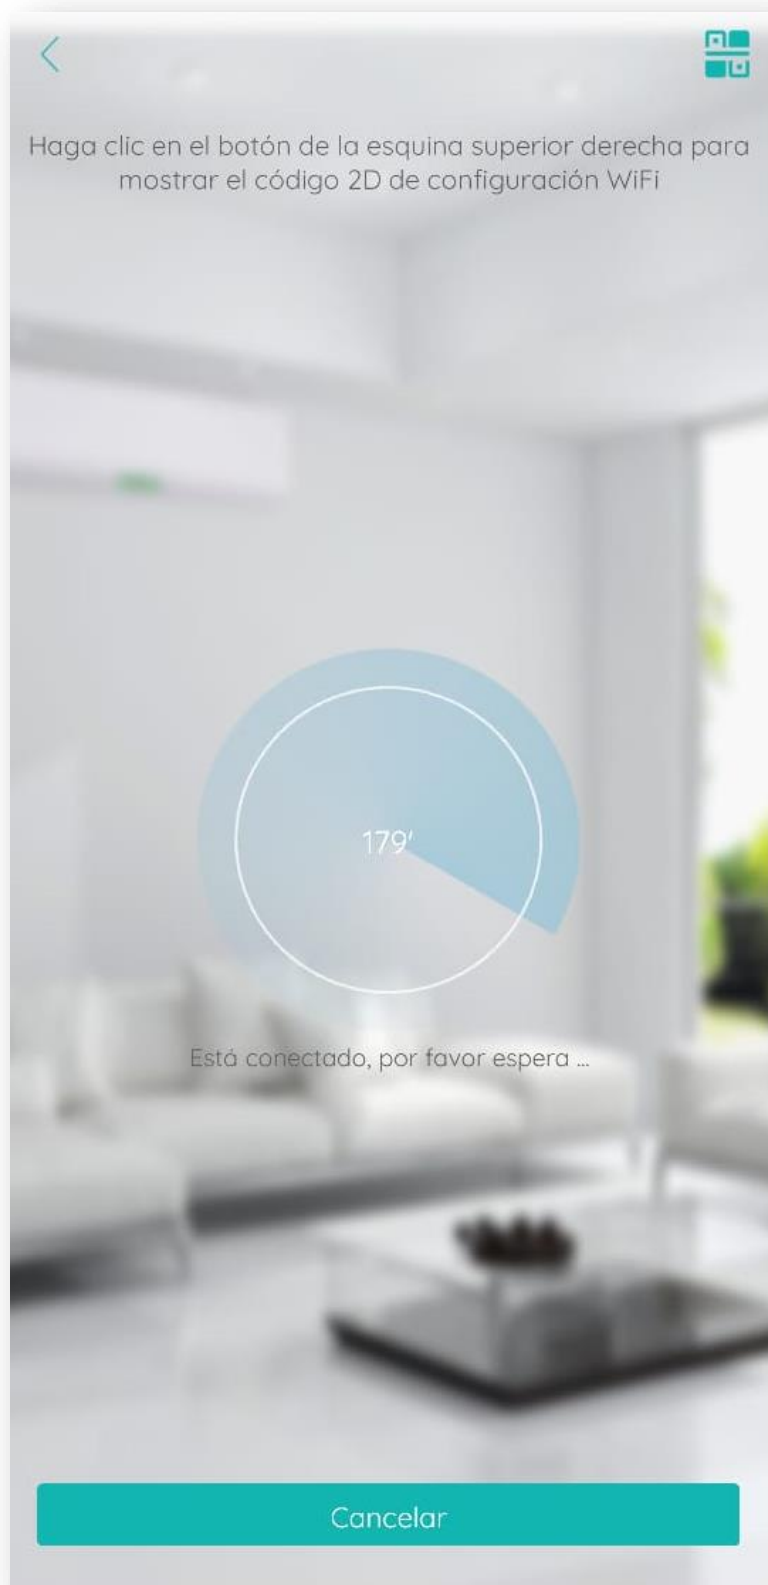 Haga clic en el botón de la esquina superior derecha para
mostrar el código 2D de configuración WiFi
179'
Está conectado, por favor espera ...
Cancelar